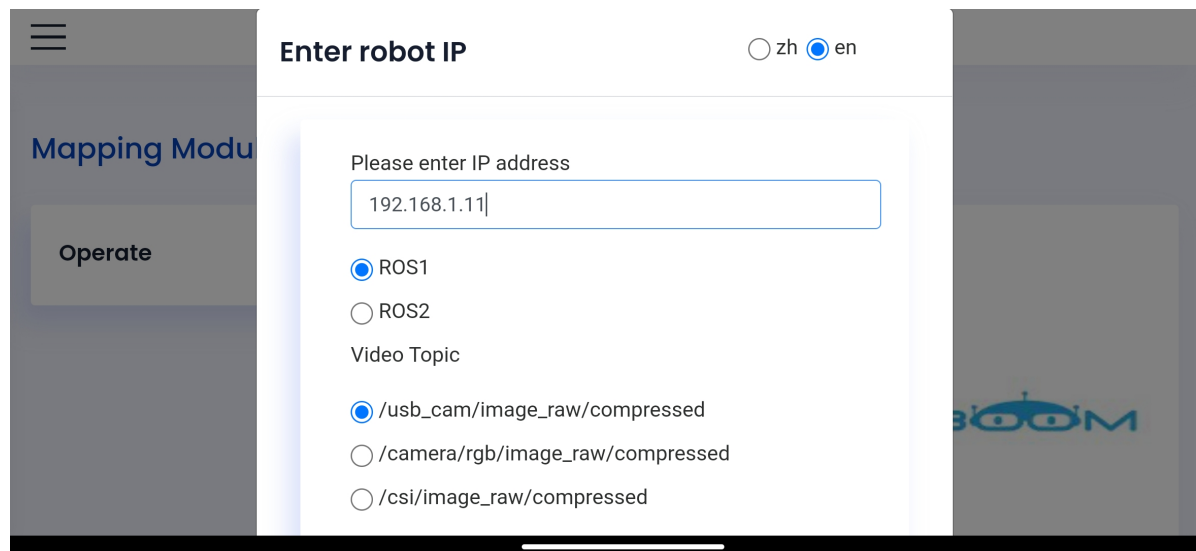 Enter robot IP
zh en
Mapping Modu
Please enter IP address
192.168.1.11
Operate
ROS1
ROS2
Video Topic
/usb_cam/image_raw/compressed
/camera/rgb/image_raw/compressed
/csi/image_raw/compressed
BOOM